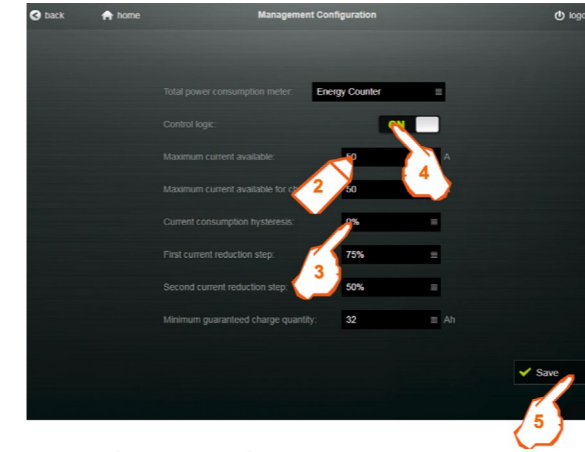 back home Management Configuration
Total power consumption meter: Energy Counter
Control logic: ON
Maximum current available: 50 A
4
Maximum current available for 50
2
Current consumption hysteresis: 0%
First current reduction step: 75%
3
Second current reduction step: 50%
Minimum guaranteed charge quantity: 32 Ah
Save
5